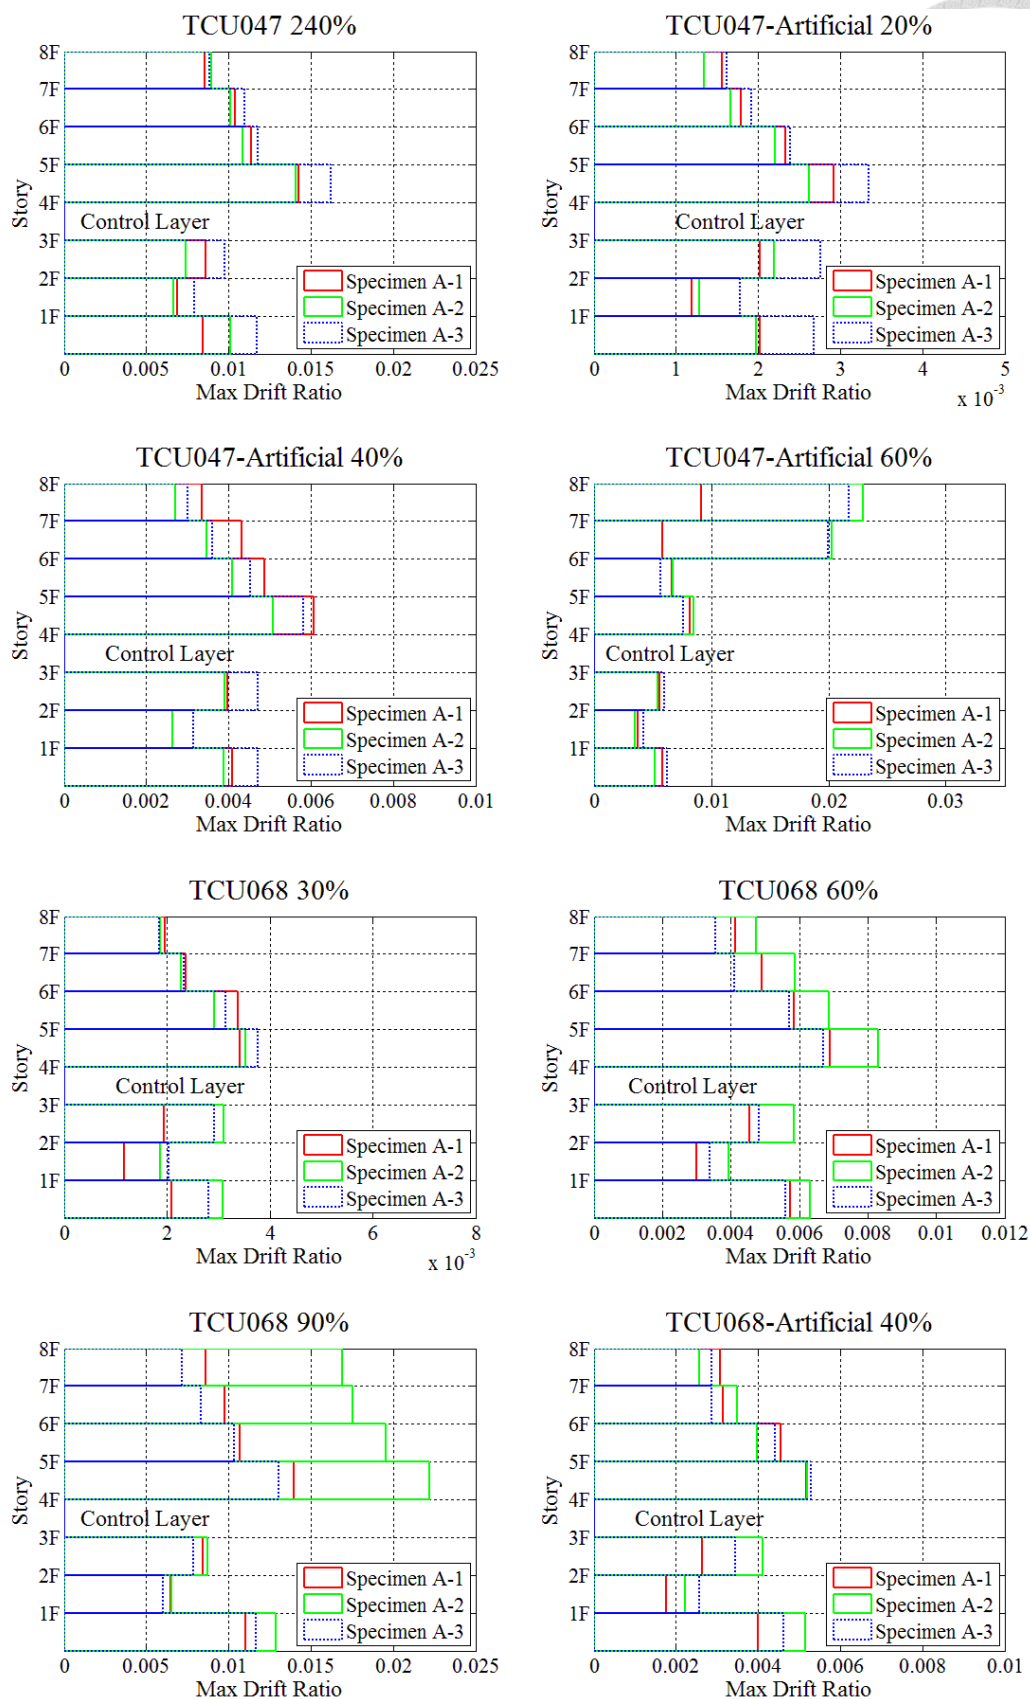 TCU047 240%
8F
7F
6F
5F
4F
3F
2F
1F
Story
Control Layer
Specimen A-1
Specimen A-2
Specimen A-3
0 0.005 0.01 0.015 0.02 0.025
Max Drift Ratio
TCU047-Artificial 20%
8F
7F
6F
5F
4F
3F
2F
1F
Story
Control Layer
Specimen A-1
Specimen A-2
Specimen A-3
0 1 2 3 4 5
Max Drift Ratio
x 10⁻³
TCU047-Artificial 40%
8F
7F
6F
5F
4F
3F
2F
1F
Story
Control Layer
Specimen A-1
Specimen A-2
Specimen A-3
0 0.002 0.004 0.006 0.008 0.01
Max Drift Ratio
TCU047-Artificial 60%
8F
7F
6F
5F
4F
3F
2F
1F
Story
Control Layer
Specimen A-1
Specimen A-2
Specimen A-3
0 0.01 0.02 0.03
Max Drift Ratio
TCU068 30%
8F
7F
6F
5F
4F
3F
2F
1F
Story
Control Layer
Specimen A-1
Specimen A-2
Specimen A-3
0 2 4 6 8
Max Drift Ratio
x 10⁻³
TCU068 60%
8F
7F
6F
5F
4F
3F
2F
1F
Story
Control Layer
Specimen A-1
Specimen A-2
Specimen A-3
0 0.002 0.004 0.006 0.008 0.01 0.012
Max Drift Ratio
TCU068 90%
8F
7F
6F
5F
4F
3F
2F
1F
Story
Control Layer
Specimen A-1
Specimen A-2
Specimen A-3
0 0.005 0.01 0.015 0.02 0.025
Max Drift Ratio
TCU068-Artificial 40%
8F
7F
6F
5F
4F
3F
2F
1F
Story
Control Layer
Specimen A-1
Specimen A-2
Specimen A-3
0 0.002 0.004 0.006 0.008 0.01
Max Drift Ratio